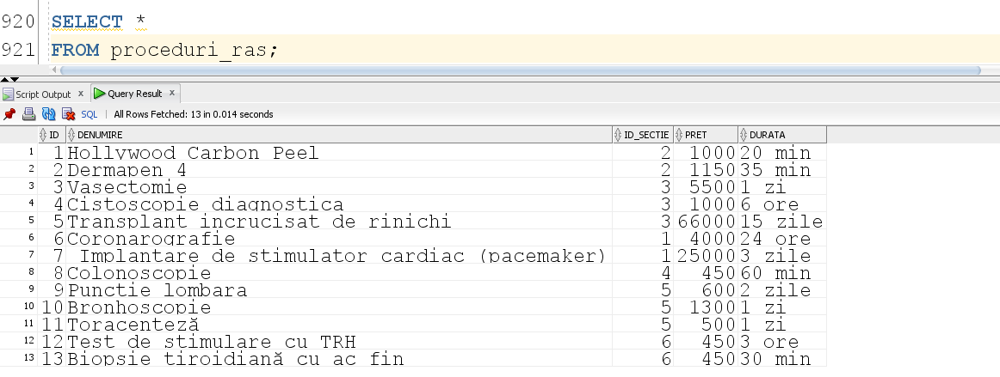 920 SELECT *
921 FROM proceduri_ras;
Script Output x Query Result x
SQL | All Rows Fetched: 13 in 0.014 seconds
ID DENUMIRE ID_SECTIE PRET DURATA
1 1 Hollywood Carbon Peel 2 1000 20 min
2 2 Dermapen 4 2 1150 35 min
3 3 Vasectomie 3 5500 1 zi
4 4 Cistoscopie diagnostica 3 1000 6 ore
5 5 Transplant incrucisat de rinichi 3 66000 15 zile
6 6 Coronarografie 1 4000 24 ore
7 7 Implantare de stimulator cardiac (pacemaker) 1 25000 3 zile
8 8 Colonoscopie 4 450 60 min
9 9 Punctie lombara 5 600 2 zile
10 10 Bronhoscopie 5 1300 1 zi
11 11 Toracenteză 5 500 1 zi
12 12 Test de stimulare cu TRH 6 450 3 ore
13 13 Biopsie tiroidiană cu ac fin 6 450 30 min